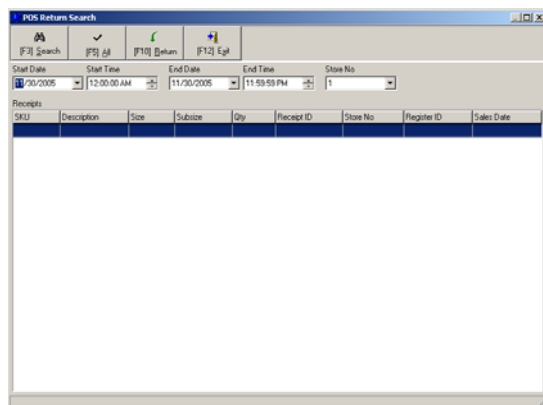 POS Return Search
[F3] Search [F5] All [F10] Return [F12] Exit
Start Date Start Time End Date End Time Store No
11/30/2005 12:00:00 AM 11/30/2005 11:59:59 PM 1
Receipts
SKU Description Size Subsize Qty Receipt ID Store No Register ID Sales Date